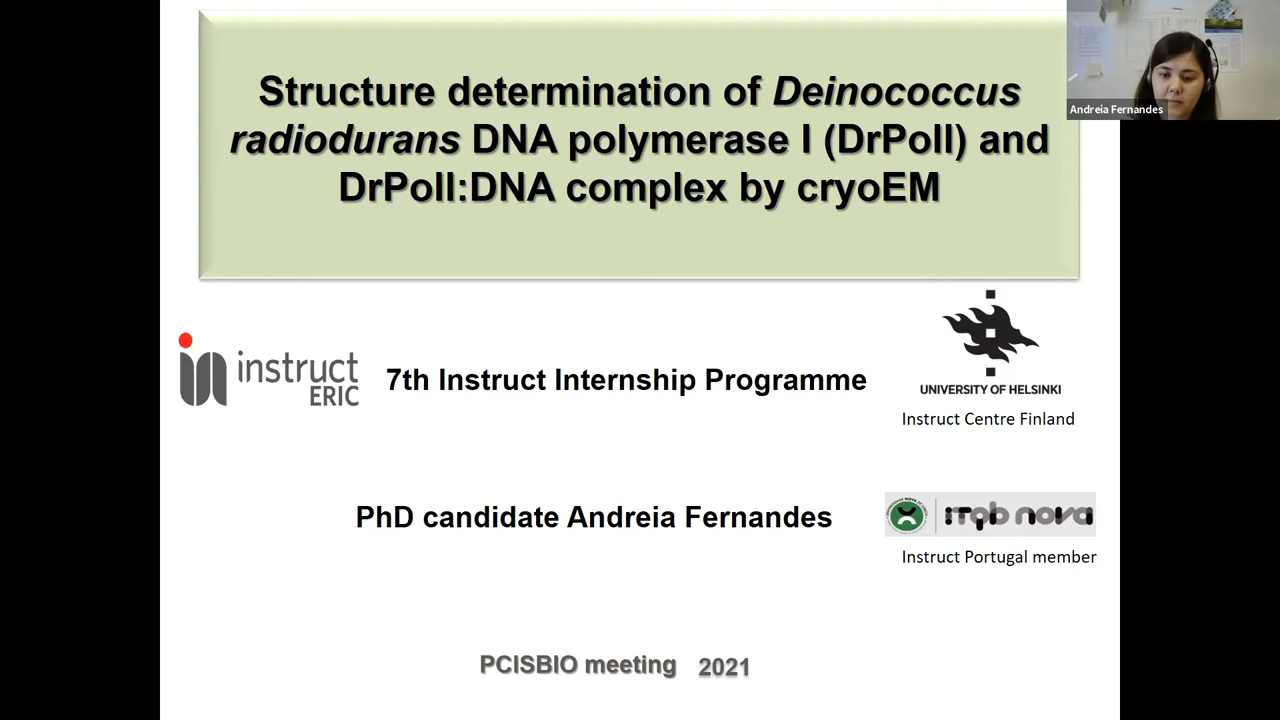 Structure determination of Deinococcus
radiodurans DNA polymerase I (DrPolI) and
DrPolI:DNA complex by cryoEM
Andreia Fernandes
instruct
ERIC
7th Instruct Internship Programme
UNIVERSITY OF HELSINKI
Instruct Centre Finland
PhD candidate Andreia Fernandes
itqb nova
Instruct Portugal member
PCISBIO meeting 2021